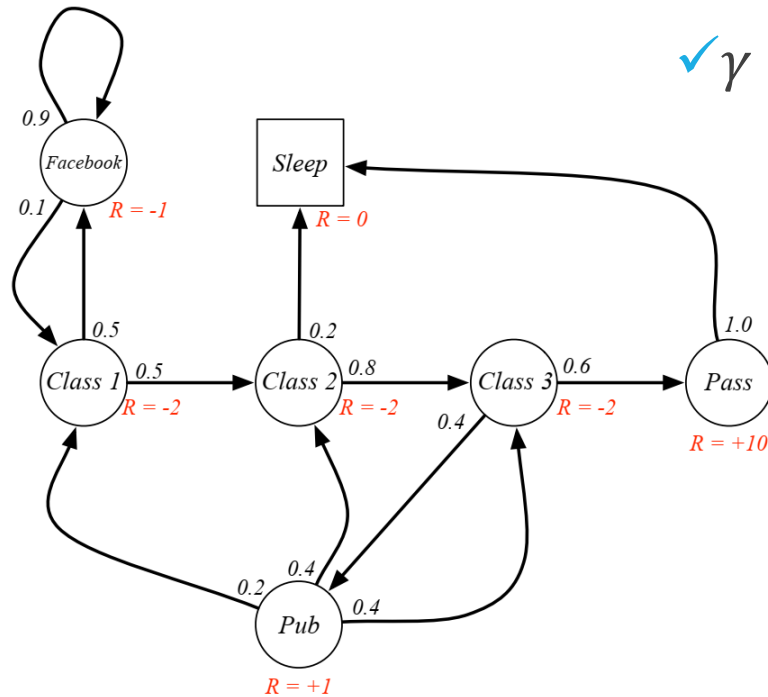 ✓γ
0.9
Facebook
Sleep
0.1
R = -1
R = 0
0.5
0.2
1.0
Class 1
0.5
Class 2
0.8
Class 3
0.6
Pass
R = -2
R = -2
R = -2
0.4
R = +10
0.2
0.4
0.4
Pub
R = +1